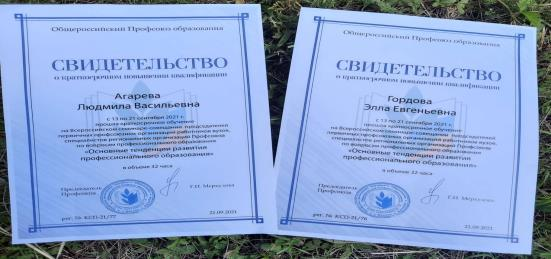 Общероссийский Профсоюз образования
СВИДЕТЕЛЬСТВО
о краткосрочном повышении квалификации
Агарева
Людмила Васильевна
с 13 по 21 сентября 2021 г.
прошла краткосрочное обучение
на Всероссийском семинаре-совещании председателей
первичных профсоюзных организаций работников вузов,
специалистов региональных организаций Профсоюза
по вопросам профессионального образования
«Основные тенденции развития
профессионального образования»
в объеме 32 часа
Председатель
Профсоюза
Г.И. Меркулова
рег. № КСО-21/77
21.09.2021
Общероссийский Профсоюз образования
СВИДЕТЕЛЬСТВО
о краткосрочном повышении квалификации
Гордова
Элла Евгеньевна
с 13 по 21 сентября 2021 г.
прошла краткосрочное обучение
на Всероссийском семинаре-совещании председателей
первичных профсоюзных организаций работников вузов,
специалистов региональных организаций Профсоюза
по вопросам профессионального образования
«Основные тенденции развития
профессионального образования»
в объеме 32 часа
Председатель
Профсоюза
Г.И. Меркулова
рег. № КСО-21/78
21.09.2021